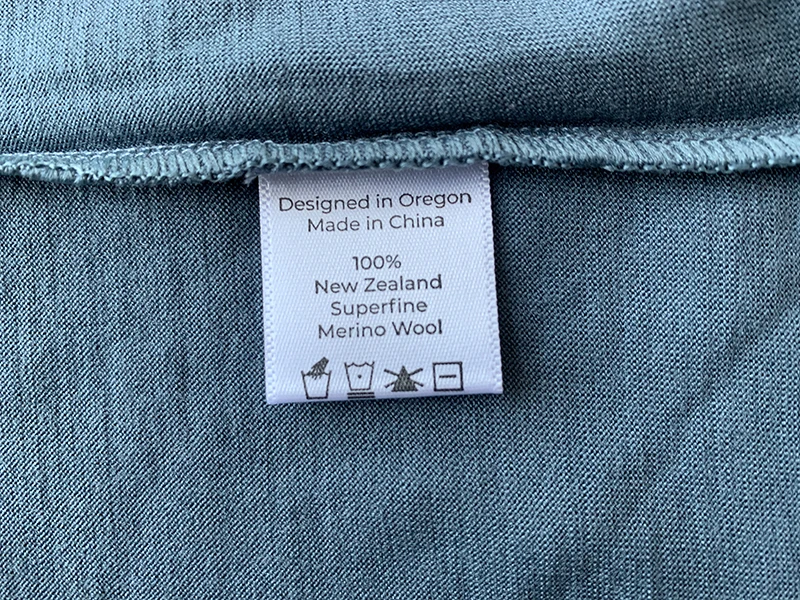 Designed in Oregon
Made in China
100%
New Zealand
Superfine
Merino Wool